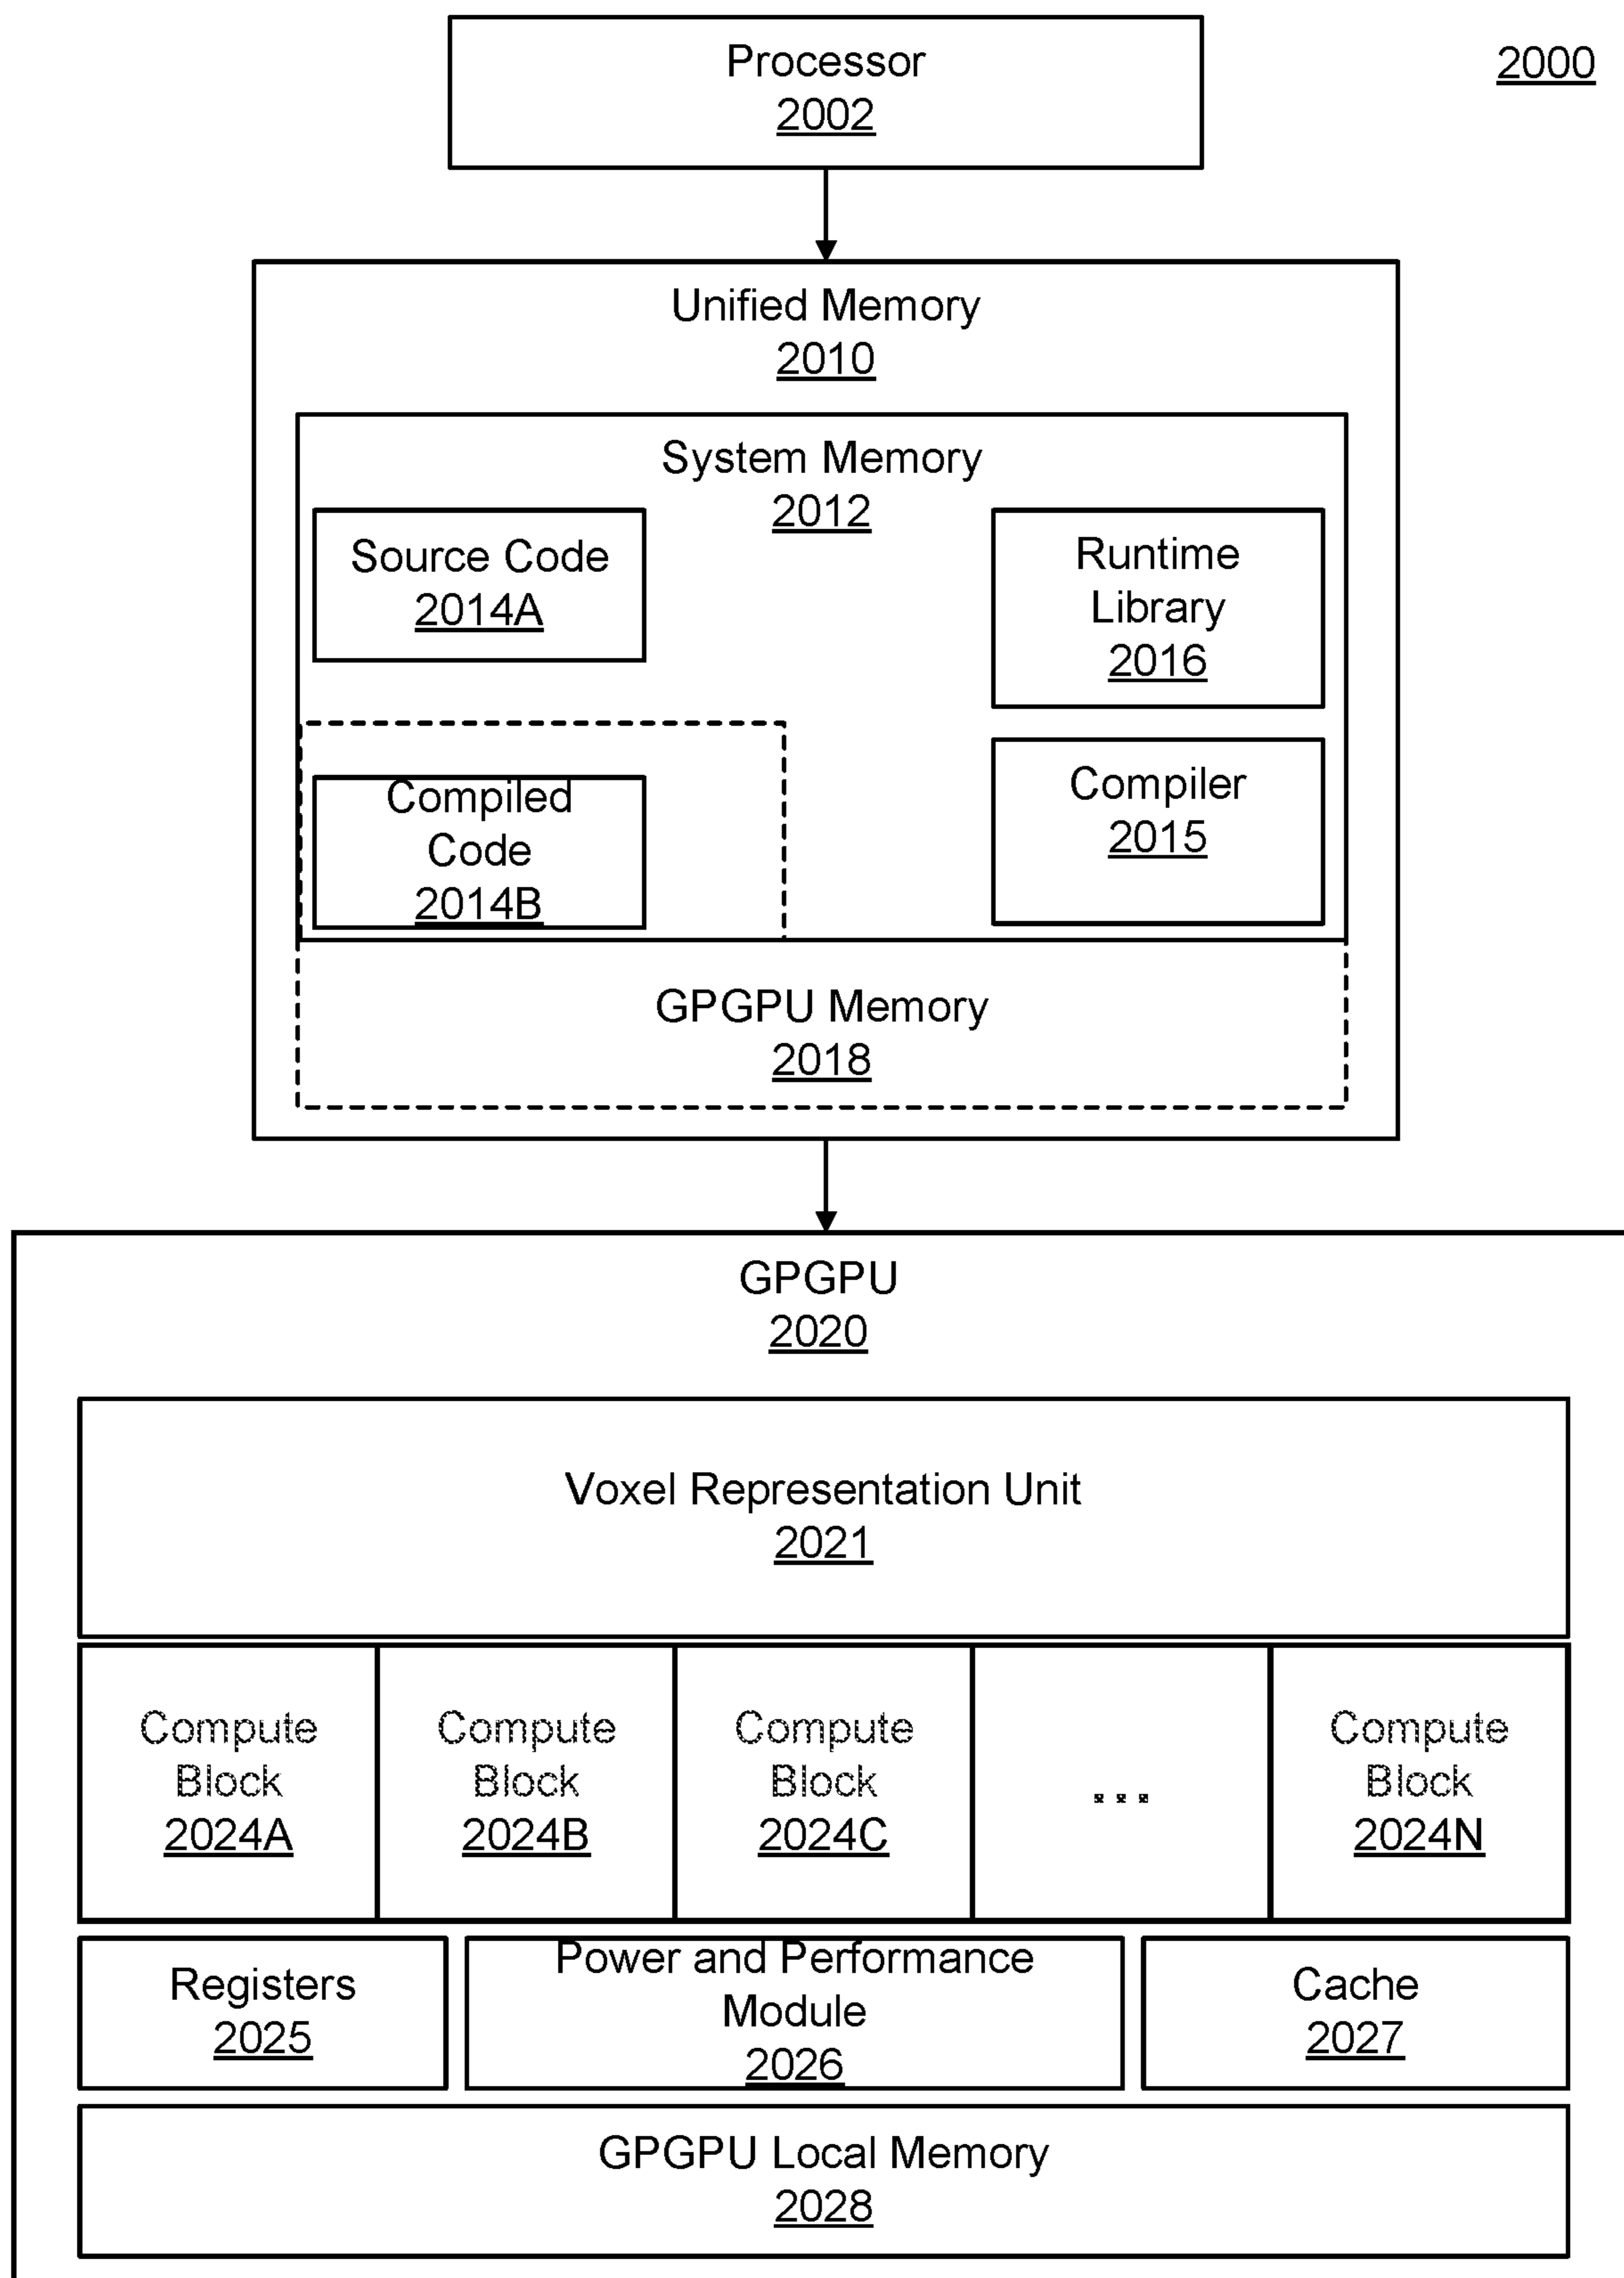 Processor
2002
2000
Unified Memory
2010
System Memory
2012
Source Code
2014A
Runtime
Library
2016
Compiled
Code
2014B
Compiler
2015
GPGPU Memory
2018
GPGPU
2020
Voxel Representation Unit
2021
Compute
Block
2024A
Compute
Block
2024B
Compute
Block
2024C
...
Compute
Block
2024N
Registers
2025
Power and Performance
Module
2026
Cache
2027
GPGPU Local Memory
2028